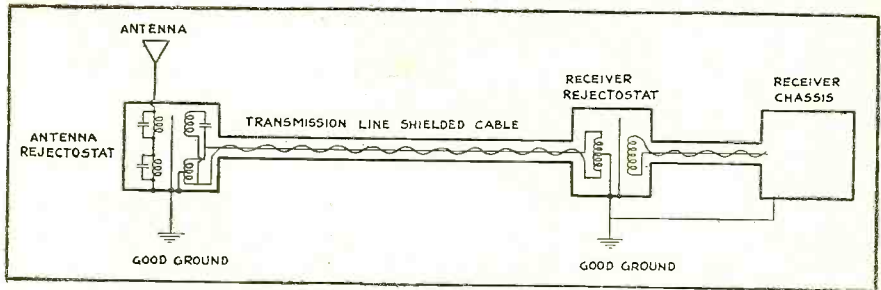 ANTENNA
ANTENNA
REJECTOSTAT
TRANSMISSION LINE SHIELDED CABLE
RECEIVER
REJECTOSTAT
RECEIVER
CHASSIS
GOOD GROUND
GOOD GROUND